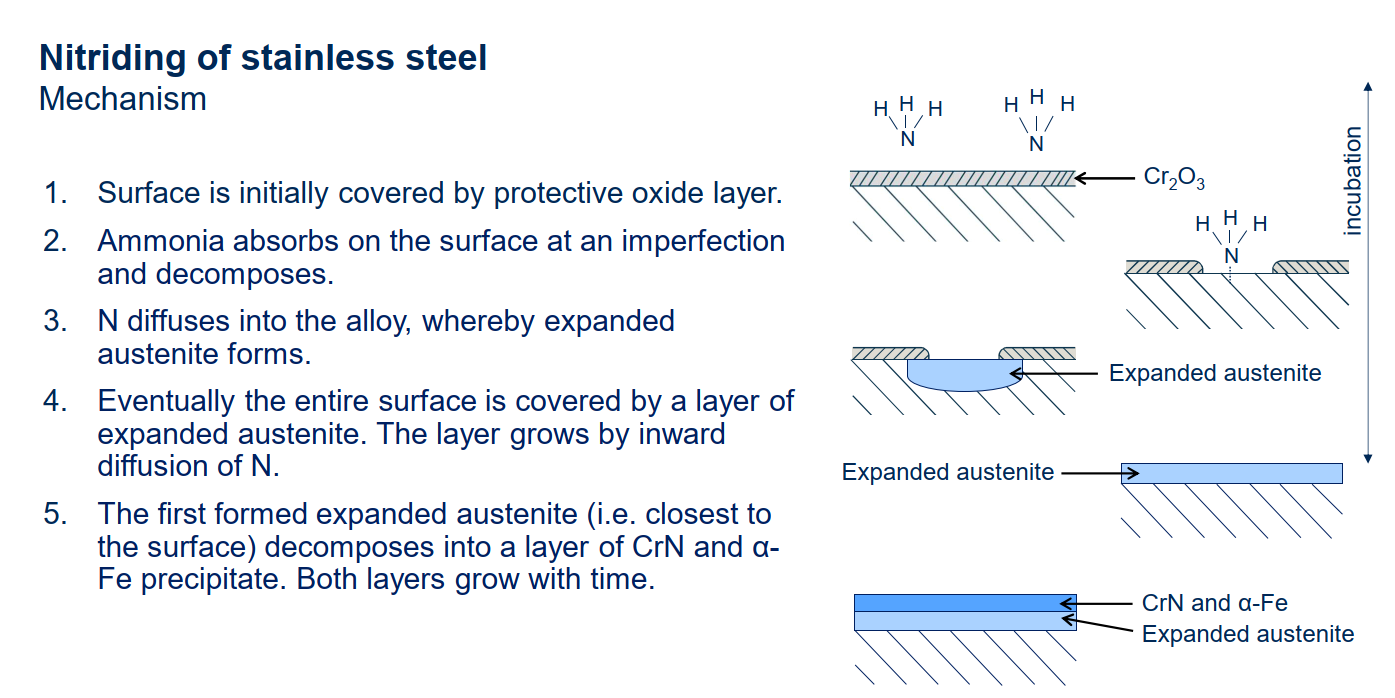 Nitriding of stainless steel
Mechanism
1. Surface is initially covered by protective oxide layer.
2. Ammonia absorbs on the surface at an imperfection
and decomposes.
3. N diffuses into the alloy, whereby expanded
austenite forms.
4. Eventually the entire surface is covered by a layer of
expanded austenite. The layer grows by inward
diffusion of N.
5. The first formed expanded austenite (i.e. closest to
the surface) decomposes into a layer of CrN and α-
Fe precipitate. Both layers grow with time.
H H H
N
H H H
N
Cr₂O₃
incubation
H H H
N
Expanded austenite
Expanded austenite
CrN and α-Fe
Expanded austenite